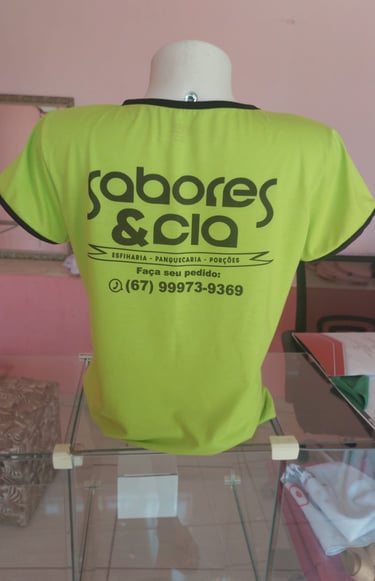 Sabores
&Cia
ESFIHARIA - PANQUECARIA - PORÇÕES
Faça seu pedido:
(67) 99973-9369